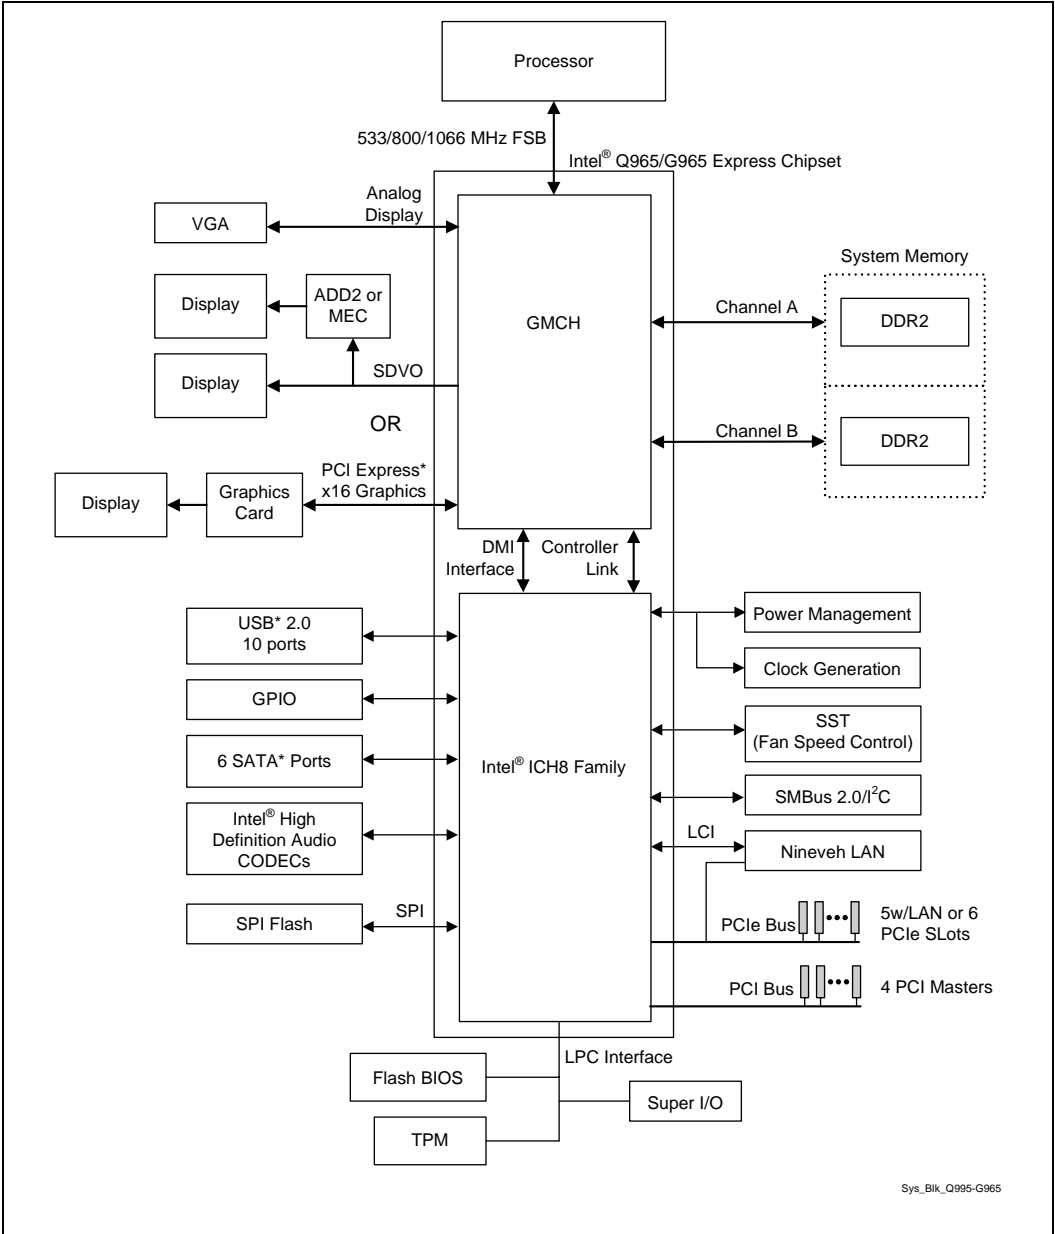 Processor
533/800/1066 MHz FSB
Intel® Q965/G965 Express Chipset
Analog
Display
VGA
System Memory
Display
ADD2 or
MEC
GMCH
Channel A
DDR2
Display
SDVO
OR
Channel B
DDR2
PCI Express*
x16 Graphics
Display
Graphics
Card
DMI
Interface
Controller
Link
USB* 2.0
10 ports
Power Management
Clock Generation
GPIO
SST
(Fan Speed Control)
6 SATA* Ports
Intel® ICH8 Family
SMBus 2.0/I²C
Intel® High
Definition Audio
CODECs
LCI
Nineveh LAN
SPI Flash
SPI
PCIe Bus
5w/LAN or 6
PCIe SLots
PCI Bus
4 PCI Masters
LPC Interface
Flash BIOS
Super I/O
TPM
Sys_Blk_Q995-G965